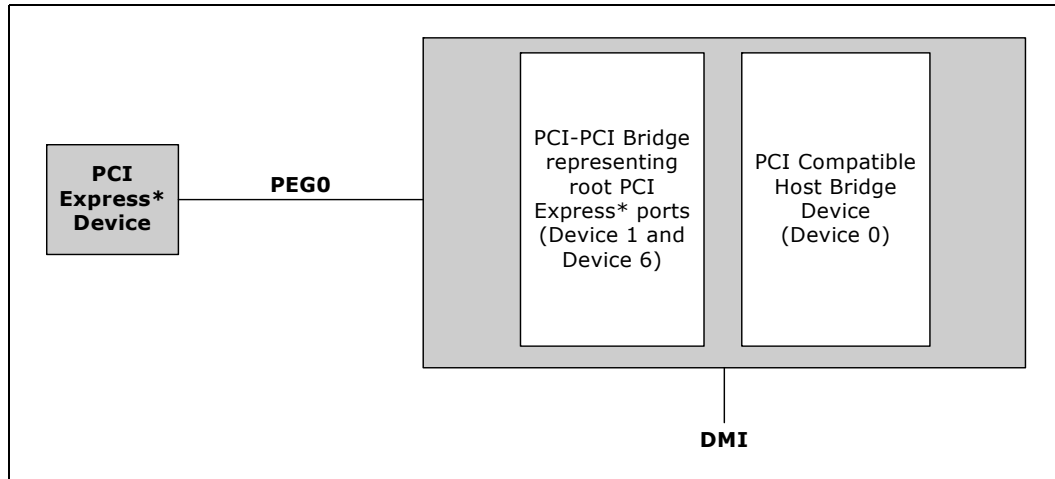 PCI
Express*
Device
PEG0
PCI-PCI Bridge
representing
root PCI
Express* ports
(Device 1 and
Device 6)
PCI Compatible
Host Bridge
Device
(Device 0)
DMI